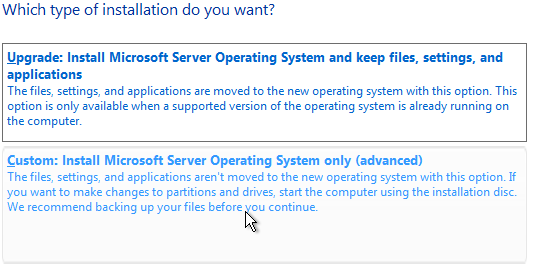 Which type of installation do you want?
Upgrade: Install Microsoft Server Operating System and keep files, settings, and
applications
The files, settings, and applications are moved to the new operating system with this option. This
option is only available when a supported version of the operating system is already running on
the computer.
Custom: Install Microsoft Server Operating System only (advanced)
The files, settings, and applications aren't moved to the new operating system with this option. If
you want to make changes to partitions and drives, start the computer using the installation disc.
We recommend backing up your files before you continue.